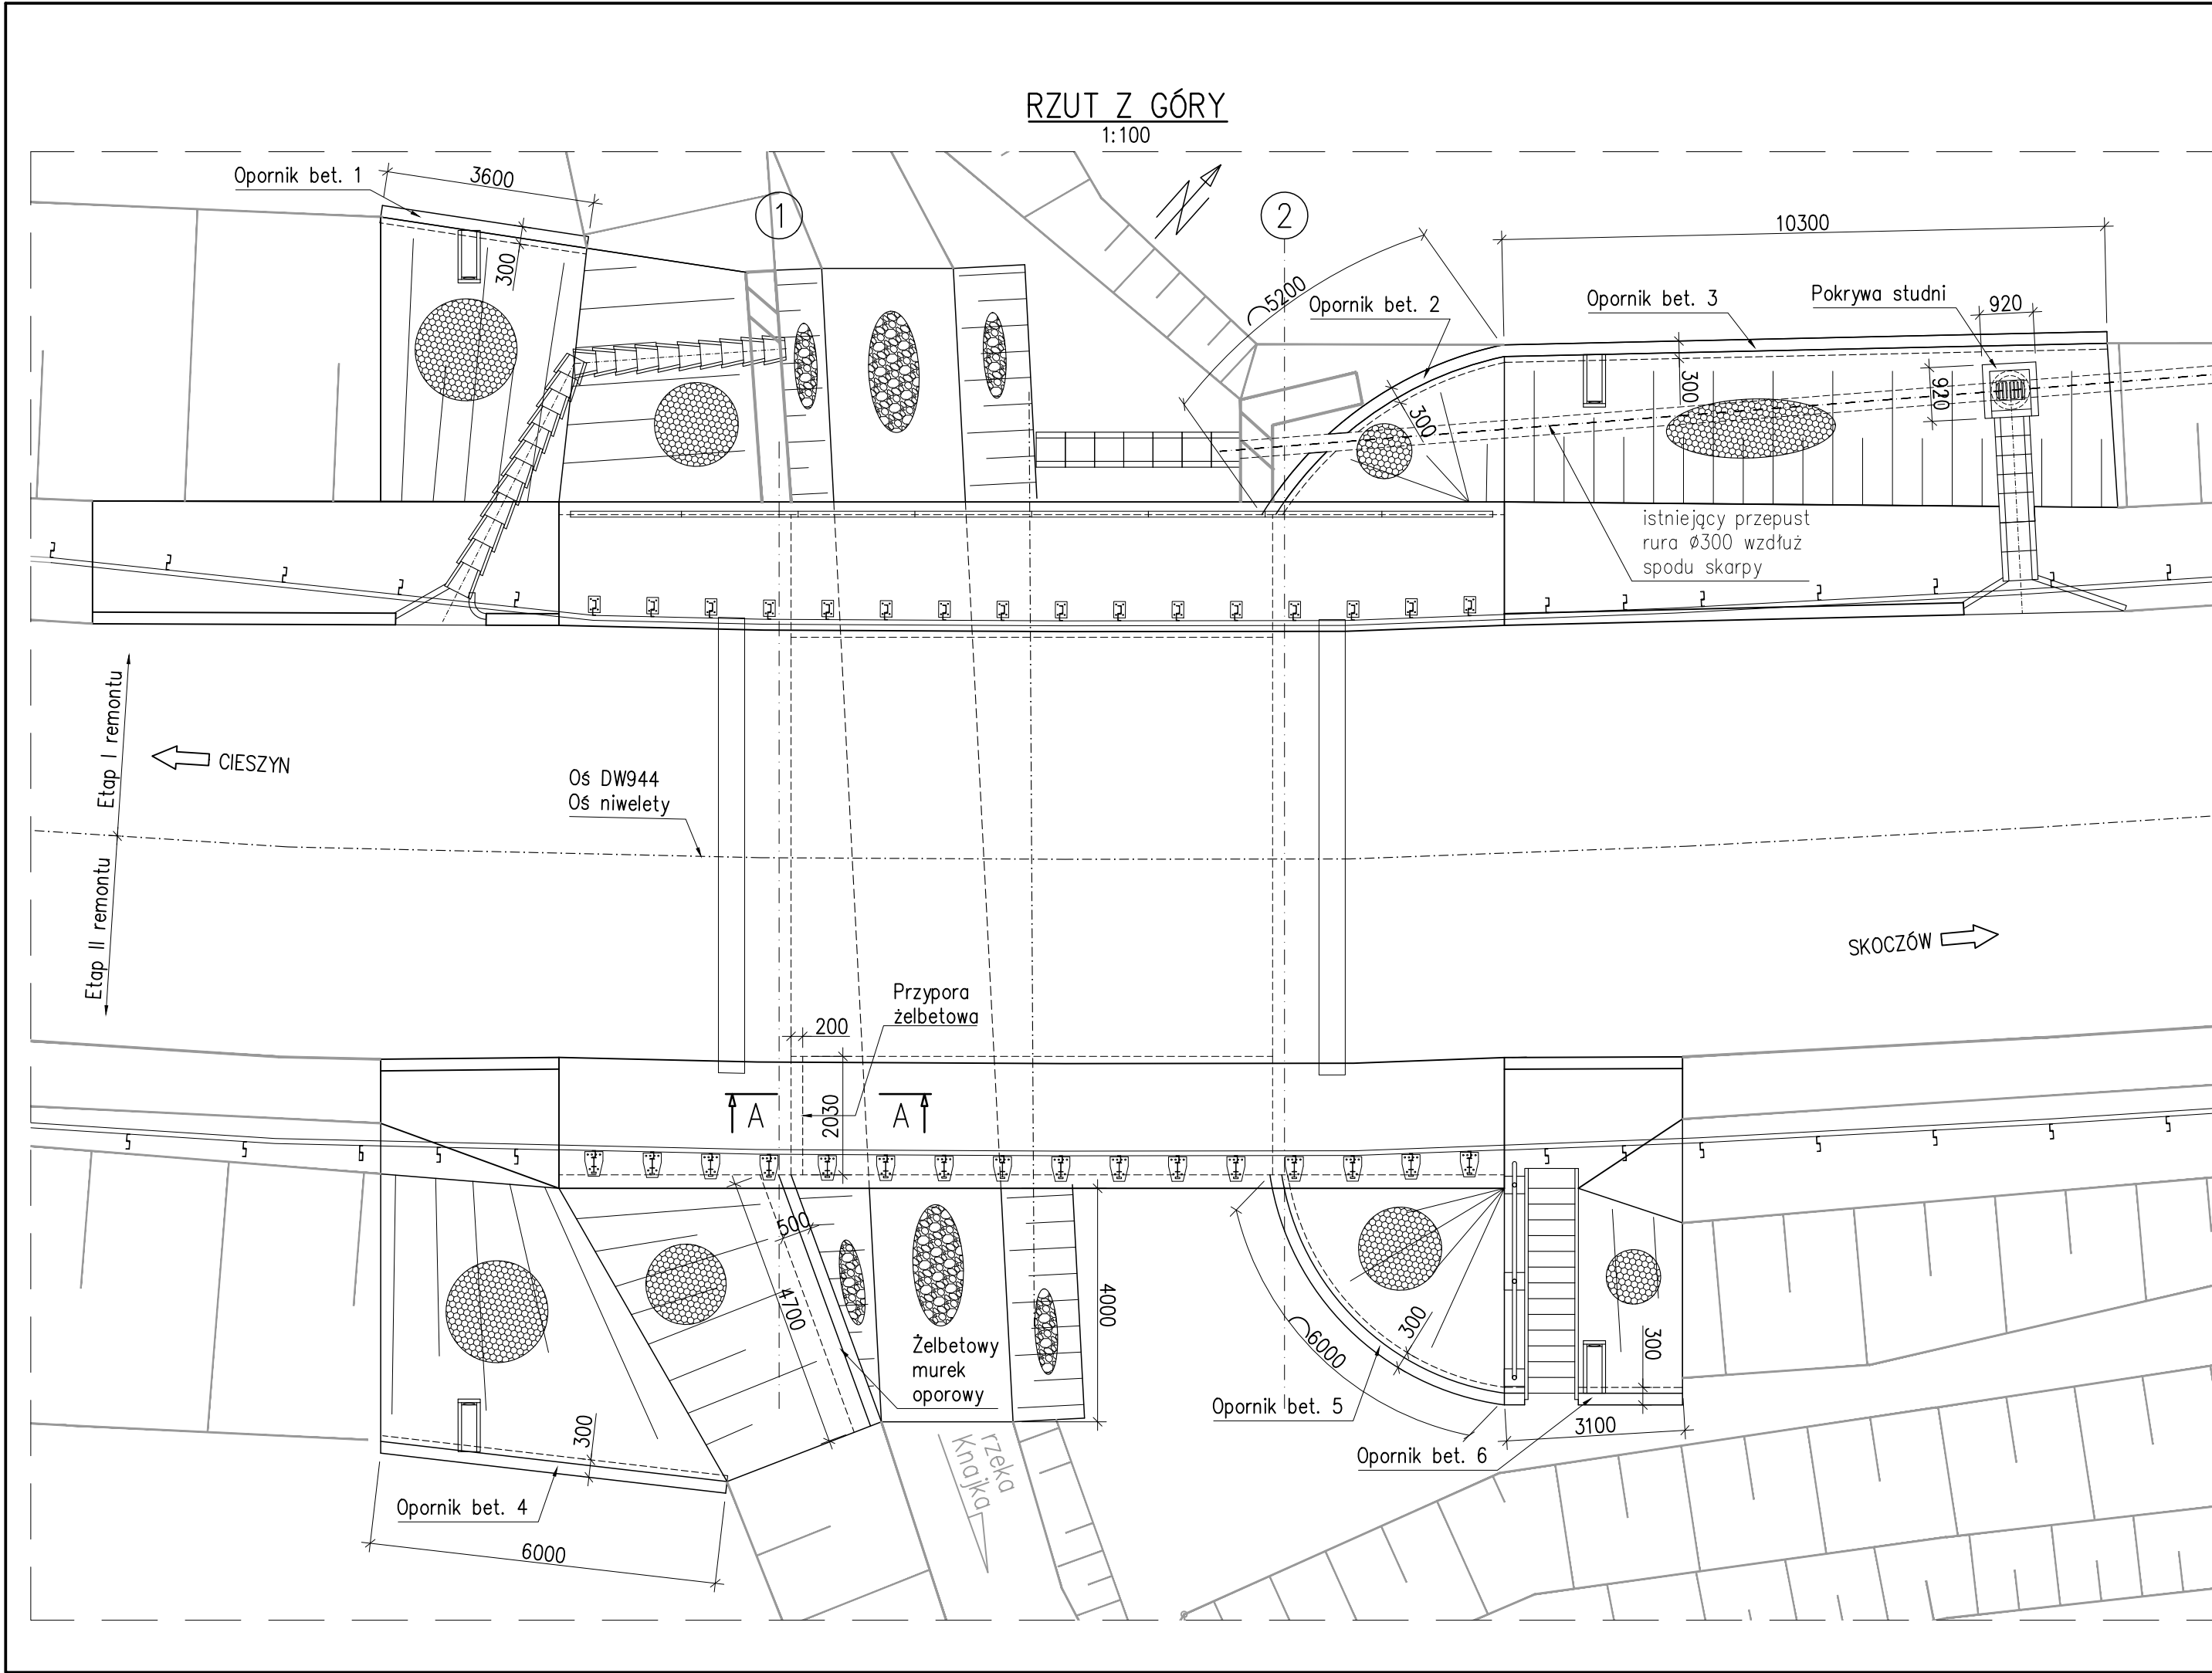 RZUT Z GÓRY
1:100
Opornik bet. 1
3600
300
1
2
5200
Opornik bet. 2
300
10300
Opornik bet. 3
Pokrywa studni
920
920
300
istniejący przepust
rura ø300 wzdłuż
spodu skarpy
Etap I remontu
Etap II remontu
CIESZYN
Oś DW944
Oś niwelety
SKOCZÓW
Przypora
żelbetowa
200
2030
A
A
500
4700
4000
Żelbetowy
murek
oporowy
rzeka
Knajka
300
Opornik bet. 4
6000
300
6000
Opornik bet. 5
Opornik bet. 6
300
3100